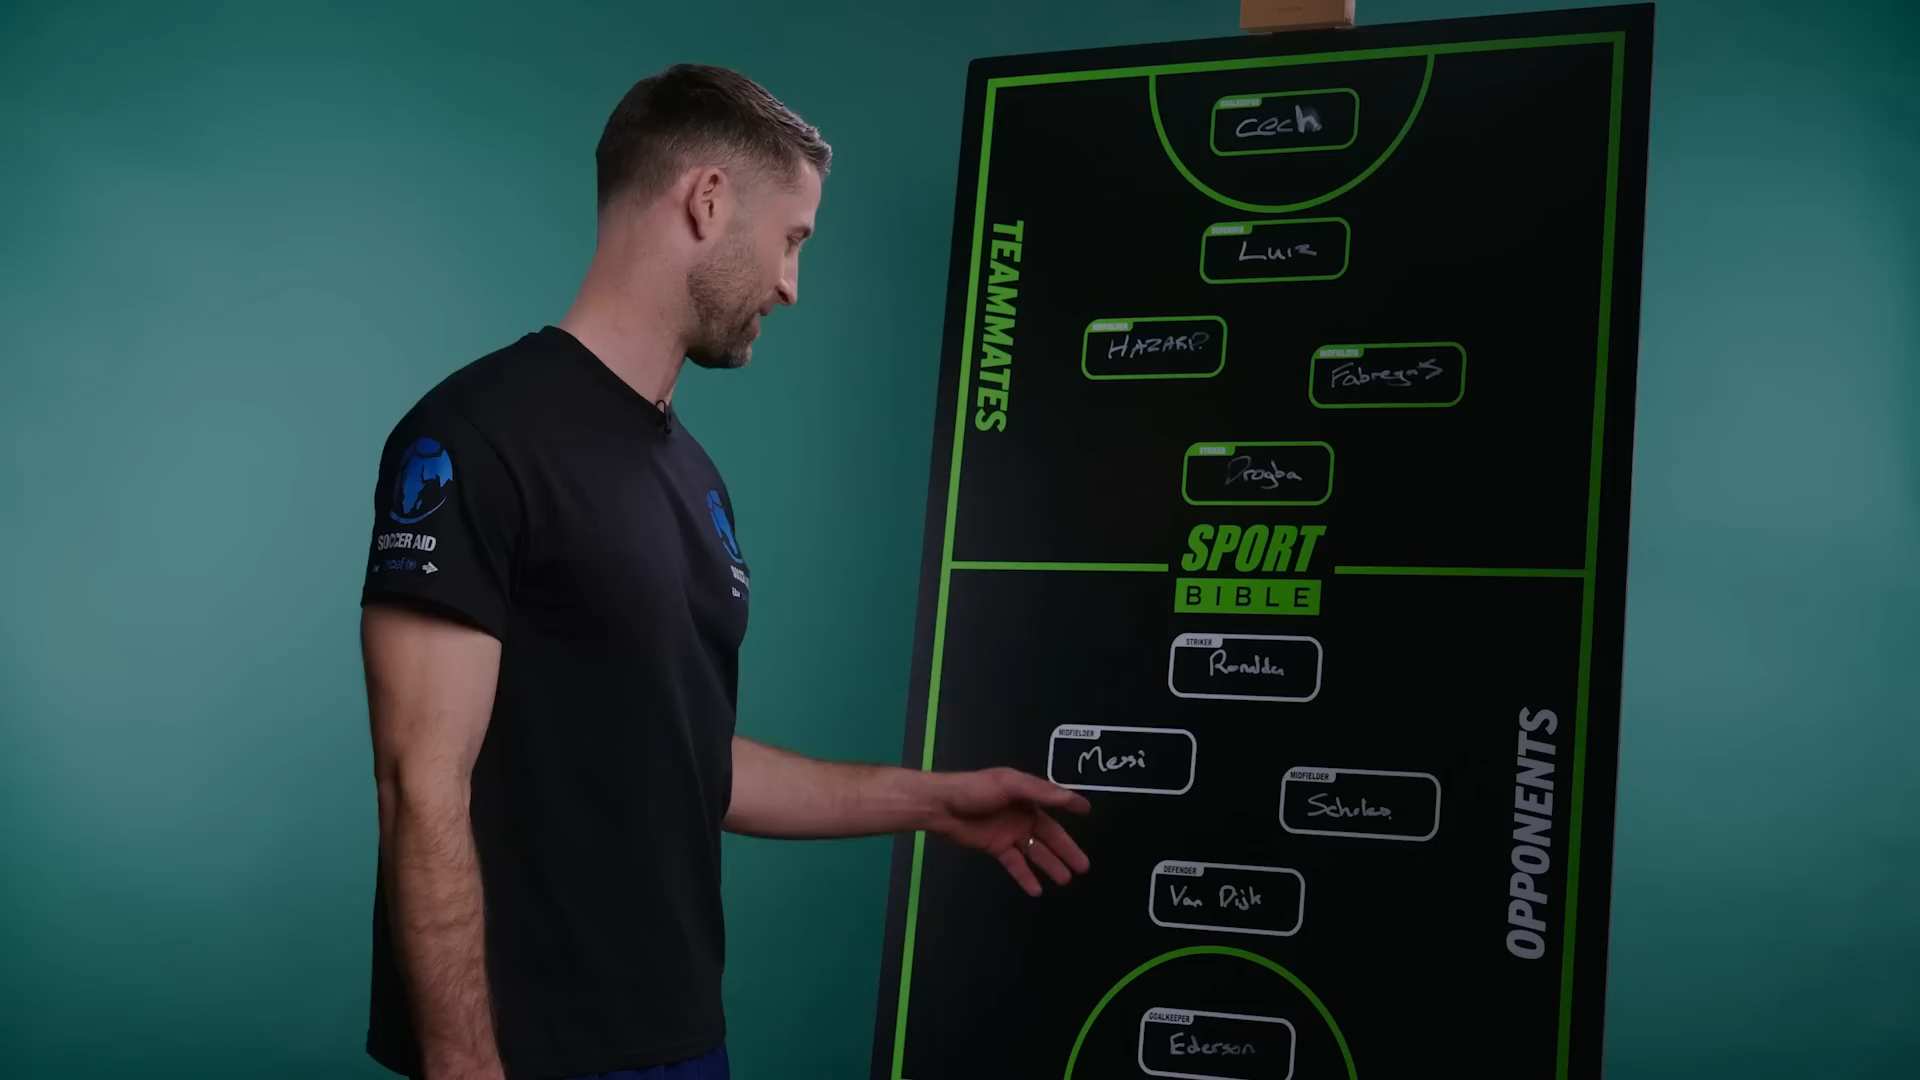 GOALKEEPER
Cech
DEFENDER
Luiz
MIDFIELDER
HAZARD
MIDFIELDER
Fabregas
STRIKER
Drogba
TEAMMATES
SPORT
BIBLE
STRIKER
Ronaldo
MIDFIELDER
Messi
MIDFIELDER
Scholes
DEFENDER
Van Dijk
GOALKEEPER
Ederson
OPPONENTS
SOCCER AID
unicef